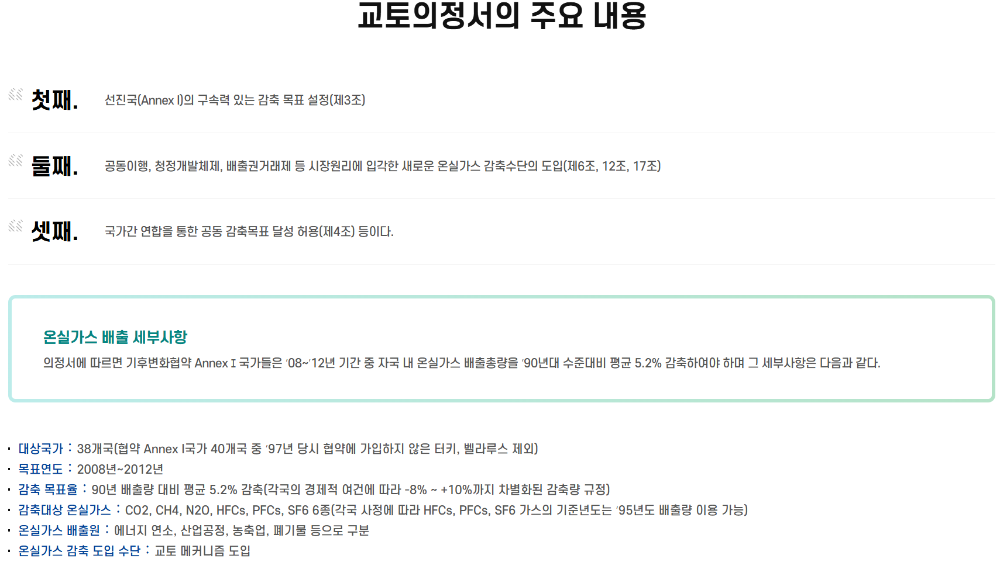 교토의정서의 주요 내용
첫째. 선진국(Annex I)의 구속력 있는 감축 목표 설정(제3조)
둘째. 공동이행, 청정개발체제, 배출권거래제 등 시장원리에 입각한 새로운 온실가스 감축수단의 도입(제6조, 12조, 17조)
셋째. 국가간 연합을 통한 공동 감축목표 달성 허용(제4조) 등이다.
온실가스 배출 세부사항
의정서에 따르면 기후변화협약 Annex Ⅰ 국가들은 ’08~’12년 기간 중 자국 내 온실가스 배출총량을 ’90년대 수준대비 평균 5.2% 감축하여야 하며 그 세부사항은 다음과 같다.
· 대상국가 : 38개국(협약 Annex I국가 40개국 중 ’97년 당시 협약에 가입하지 않은 터키, 벨라루스 제외)
· 목표연도 : 2008년~2012년
· 감축 목표율 : 90년 배출량 대비 평균 5.2% 감축(각국의 경제적 여건에 따라 -8% ~ +10%까지 차별화된 감축량 규정)
· 감축대상 온실가스 : CO2, CH4, N2O, HFCs, PFCs, SF6 6종(각국 사정에 따라 HFCs, PFCs, SF6 가스의 기준년도는 ’95년도 배출량 이용 가능)
· 온실가스 배출원 : 에너지 연소, 산업공정, 농축업, 폐기물 등으로 구분
· 온실가스 감축 도입 수단 : 교토 메커니즘 도입